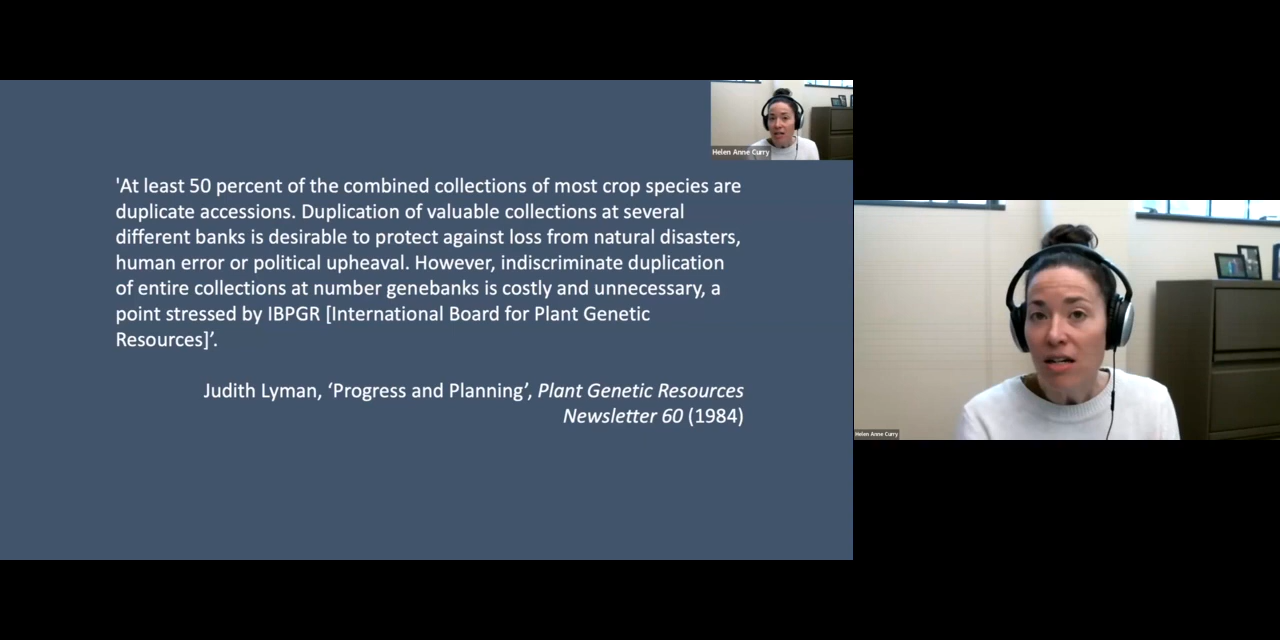 Helen Anne Curry
'At least 50 percent of the combined collections of most crop species are
duplicate accessions. Duplication of valuable collections at several
different banks is desirable to protect against loss from natural disasters,
human error or political upheaval. However, indiscriminate duplication
of entire collections at number genebanks is costly and unnecessary, a
point stressed by IBPGR [International Board for Plant Genetic
Resources]’.
Judith Lyman, ‘Progress and Planning’, Plant Genetic Resources
Newsletter 60 (1984)
Helen Anne Curry